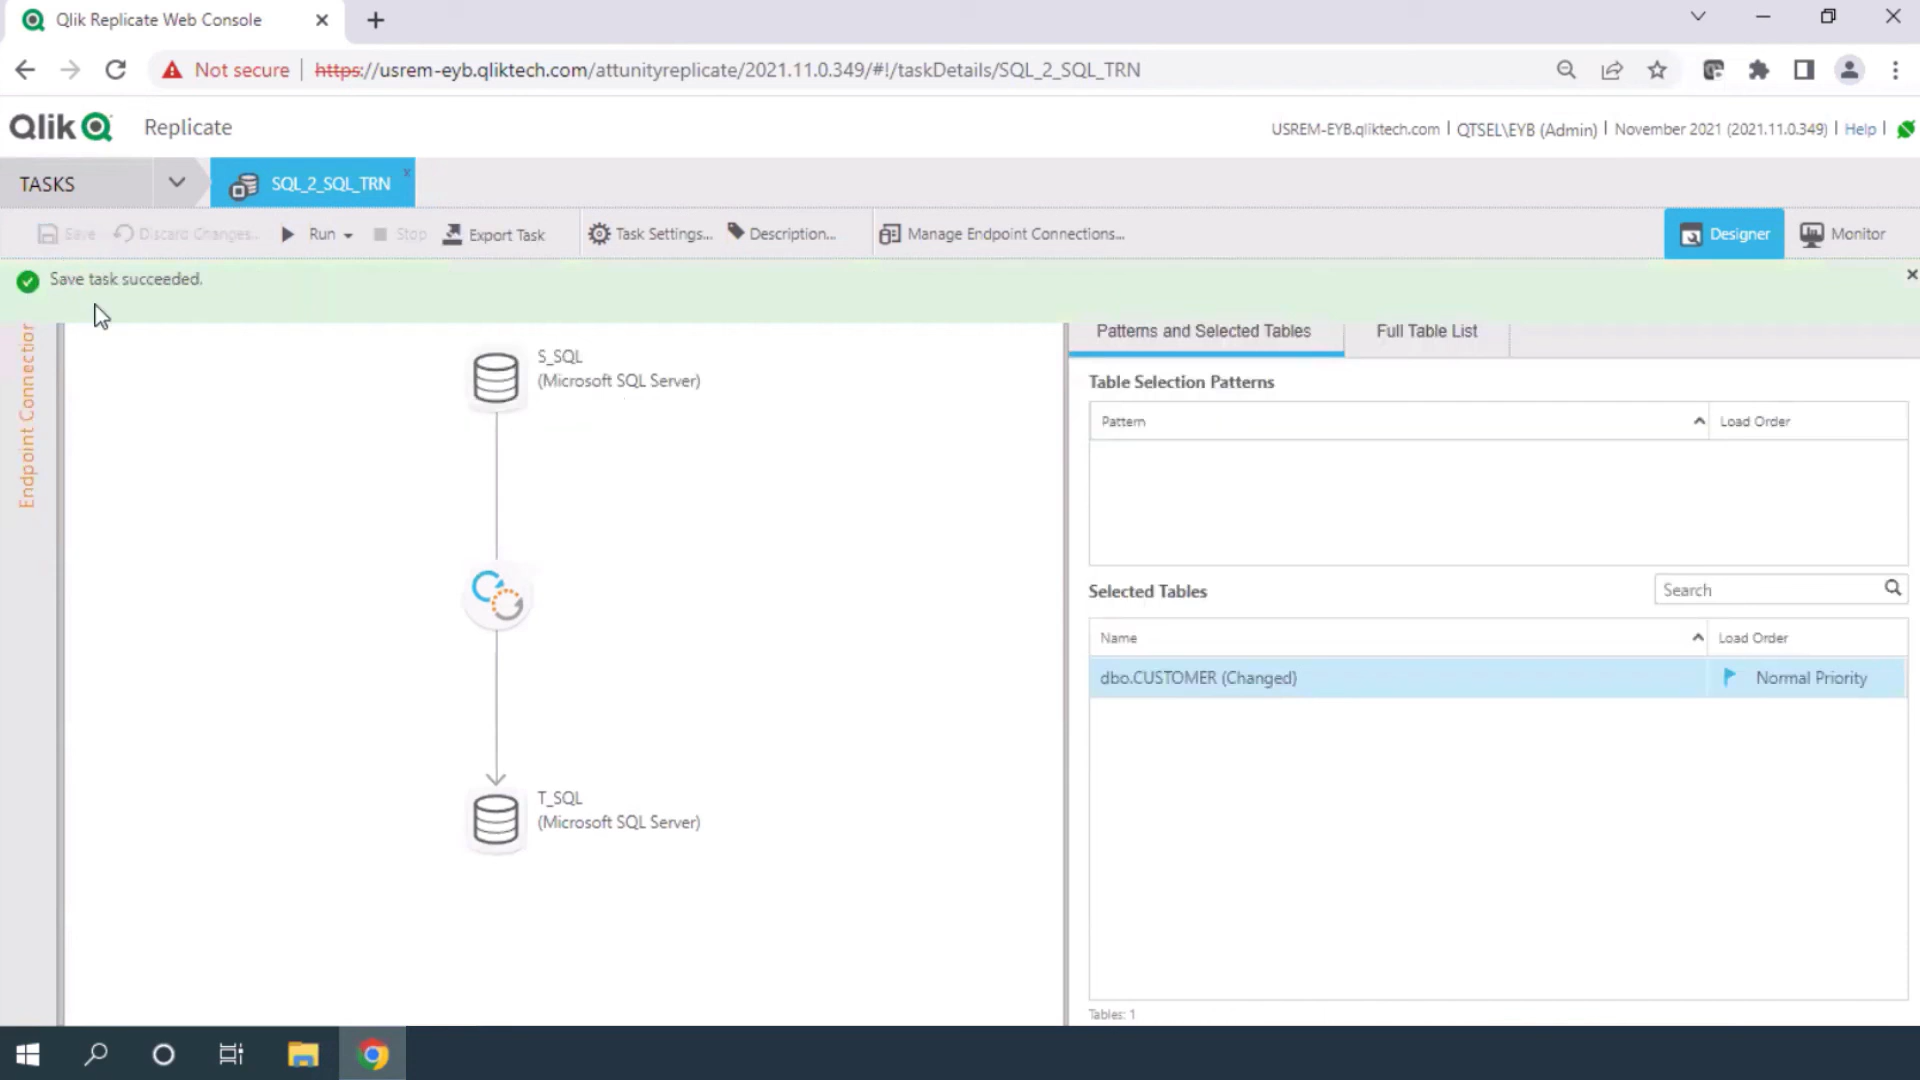 Qlik Replicate Web Console
Not secure https://usrem-eyb.qliktech.com/attunityreplicate/2021.11.0.349/#!/taskDetails/SQL_2_SQL_TRN
Qlik Replicate
USREM-EYB.qliktech.com | QTSEL\EYB (Admin) | November 2021 (2021.11.0.349) | Help |
TASKS SQL_2_SQL_TRN
Save Discard Changes... Run Stop Export Task Task Settings... Description... Manage Endpoint Connections... Designer Monitor
Save task succeeded.
Endpoint Connection
Patterns and Selected Tables Full Table List
S_SQL
(Microsoft SQL Server)
Table Selection Patterns
Pattern Load Order
Selected Tables Search
Name Load Order
dbo.CUSTOMER (Changed) Normal Priority
T_SQL
(Microsoft SQL Server)
Tables: 1